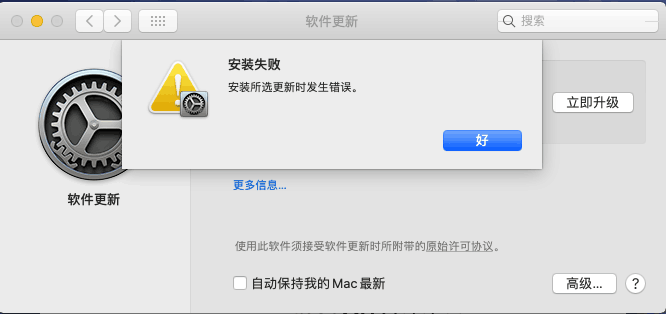 软件更新
搜索
安装失败
安装所选更新时发生错误。
立即升级
好
更多信息...
软件更新
使用此软件须接受软件更新时所附带的原始许可协议。
自动保持我的 Mac 最新
高级...
?